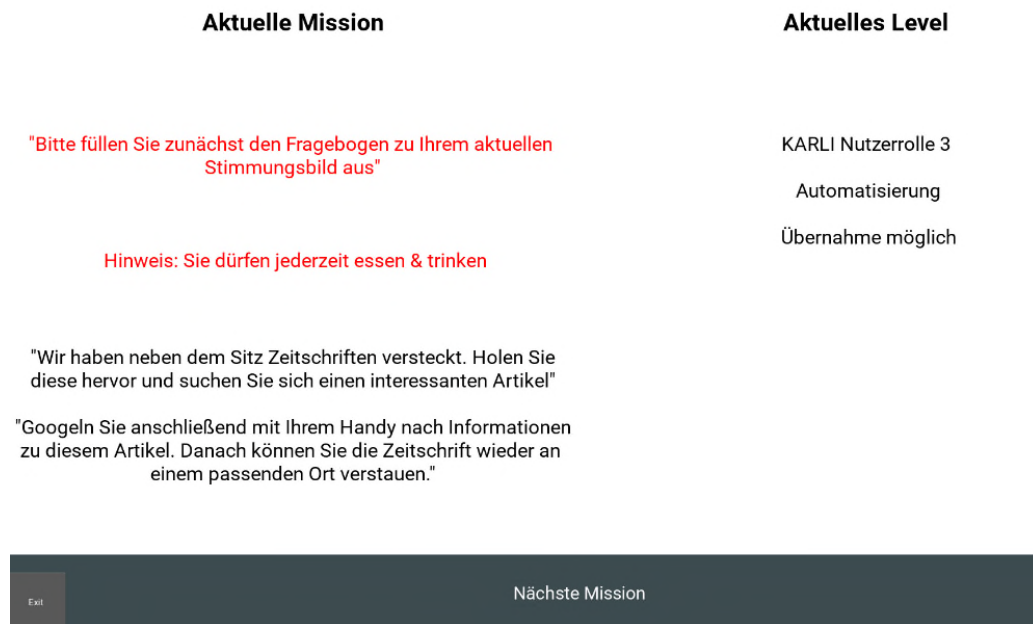 Aktuelle Mission
"Bitte füllen Sie zunächst den Fragebogen zu Ihrem aktuellen
Stimmungsbild aus"
Hinweis: Sie dürfen jederzeit essen & trinken
"Wir haben neben dem Sitz Zeitschriften versteckt. Holen Sie
diese hervor und suchen Sie sich einen interessanten Artikel"
"Googeln Sie anschließend mit Ihrem Handy nach Informationen
zu diesem Artikel. Danach können Sie die Zeitschrift wieder an
einem passenden Ort verstauen."
Aktuelles Level
KARLI Nutzerrolle 3
Automatisierung
Übernahme möglich
Exit
Nächste Mission